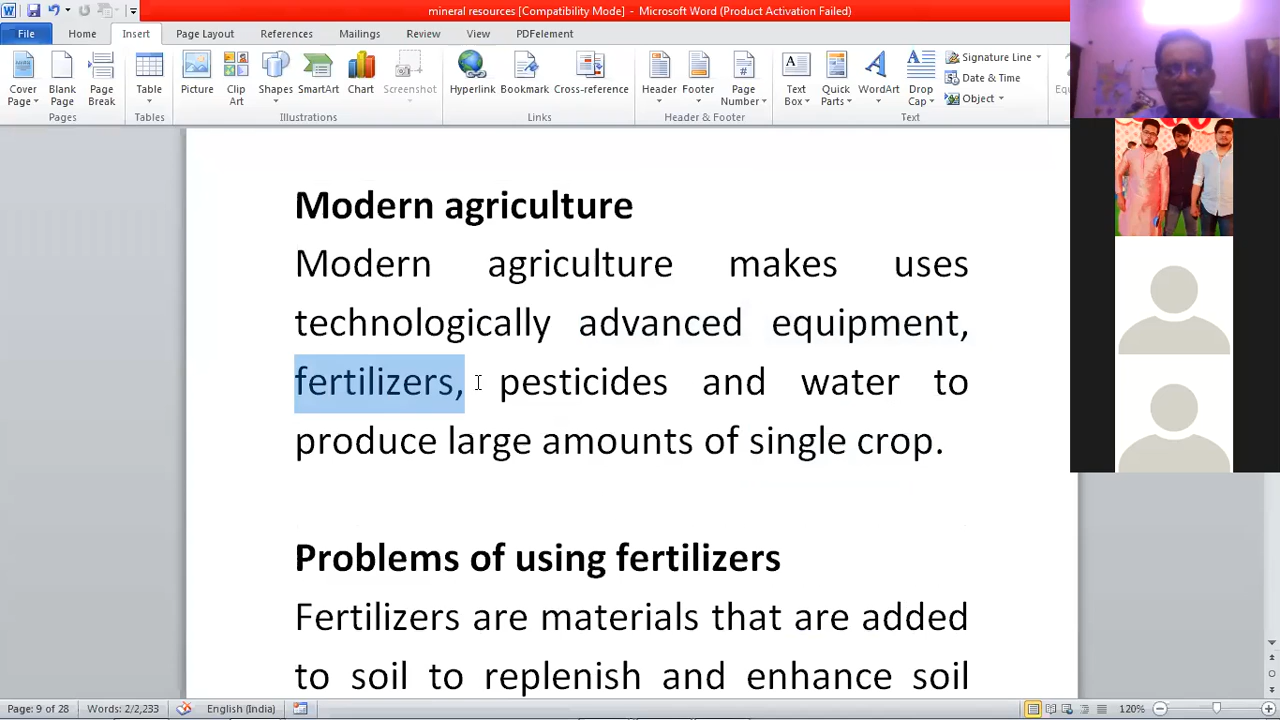 mineral resources [Compatibility Mode] - Microsoft Word (Product Activation Failed)
File Home Insert Page Layout References Mailings Review View PDFelement
Cover Page
Blank Page
Page Break
Table
Picture
Clip Art
Shapes
SmartArt
Chart
Screenshot
Hyperlink
Bookmark
Cross-reference
Header
Footer
Page Number
Text Box
Quick Parts
WordArt
Drop Cap
Signature Line
Date & Time
Object
Pages Tables Illustrations Links Header & Footer Text
Modern agriculture
Modern agriculture makes uses
technologically advanced equipment,
fertilizers, pesticides and water to
produce large amounts of single crop.
Problems of using fertilizers
Fertilizers are materials that are added
to soil to replenish and enhance soil
Page: 9 of 28 Words: 2/2,233 English (India) 120%